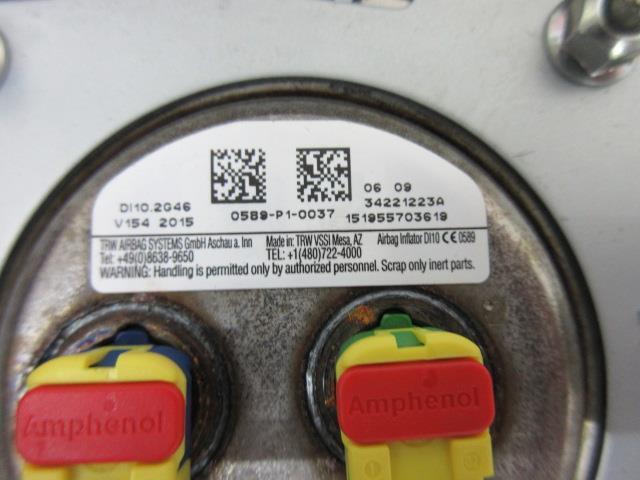 DI10.2G46
V154 2015
05B9-P1-0037
06 09
34221223A
151955703619
TRW AIRBAG SYSTEMS GmbH Aschau a. Inn
Tel: +49(0)8638-9650
Made in: TRW VSSI Mesa, AZ
TEL: +1(480)722-4000
Airbag Inflator DI10 CE 0589
WARNING: Handling is permitted only by authorized personnel. Scrap only inert parts.
Amphenol
Amphenol